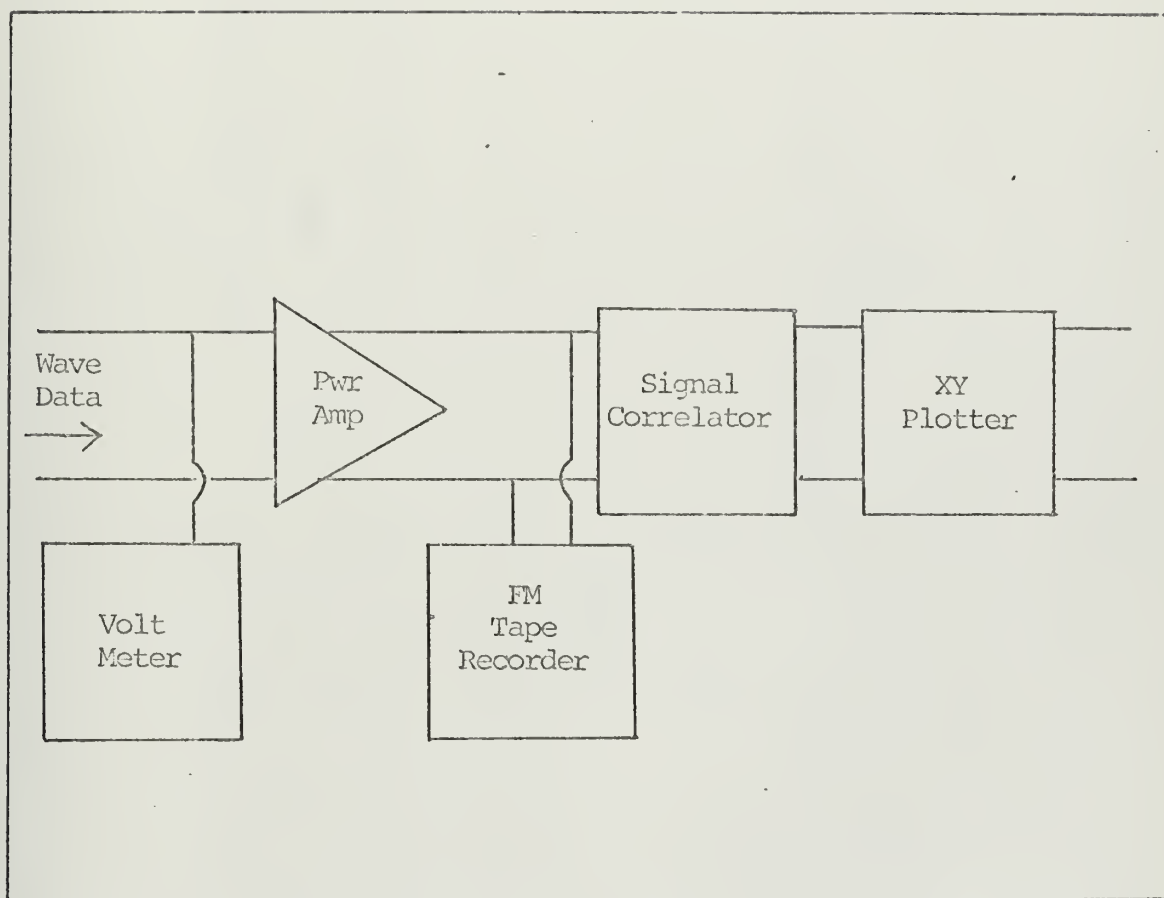 Wave
Data
Pwr
Amp
Signal
Correlator
XY
Plotter
Volt
Meter
FM
Tape
Recorder